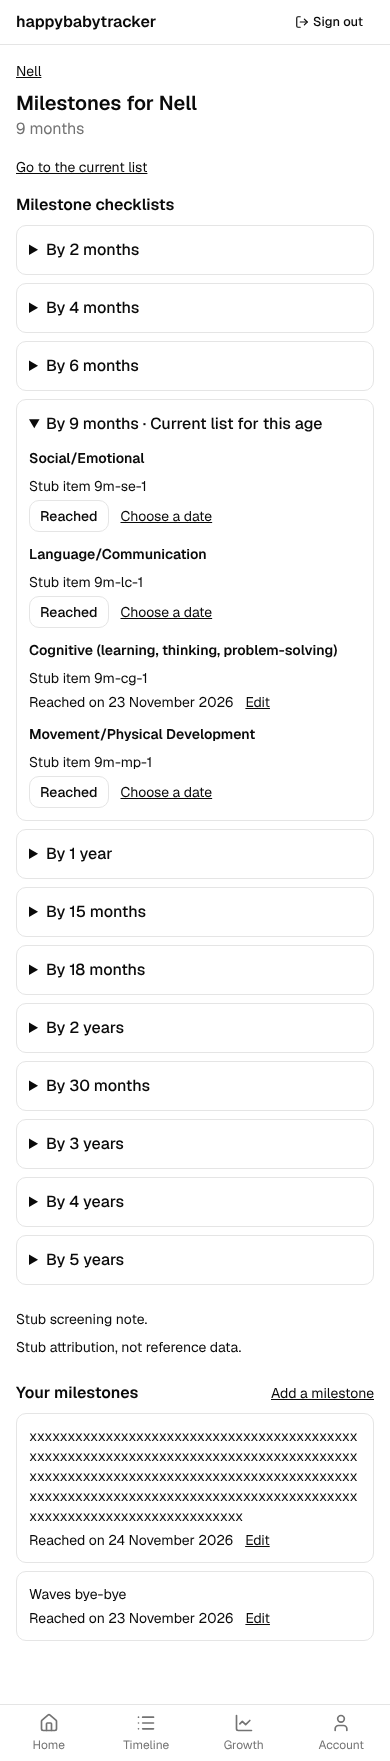 happybabytracker
Sign out
Nell
Milestones for Nell
9 months
Go to the current list
Milestone checklists
By 2 months
By 4 months
By 6 months
By 9 months · Current list for this age
Social/Emotional
Stub item 9m-se-1
Reached Choose a date
Language/Communication
Stub item 9m-lc-1
Reached Choose a date
Cognitive (learning, thinking, problem-solving)
Stub item 9m-cg-1
Reached on 23 November 2026 Edit
Movement/Physical Development
Stub item 9m-mp-1
Reached Choose a date
By 1 year
By 15 months
By 18 months
By 2 years
By 30 months
By 3 years
By 4 years
By 5 years
Stub screening note.
Stub attribution, not reference data.
Your milestones Add a milestone
xxxxxxxxxxxxxxxxxxxxxxxxxxxxxxxxxxxxxxxxxxx
xxxxxxxxxxxxxxxxxxxxxxxxxxxxxxxxxxxxxxxxxxx
xxxxxxxxxxxxxxxxxxxxxxxxxxxxxxxxxxxxxxxxxxx
xxxxxxxxxxxxxxxxxxxxxxxxxxxxxxxxxxxxxxxxxxx
xxxxxxxxxxxxxxxxxxxxxxxxxxxx
Reached on 24 November 2026 Edit
Waves bye-bye
Reached on 23 November 2026 Edit
Home Timeline Growth Account